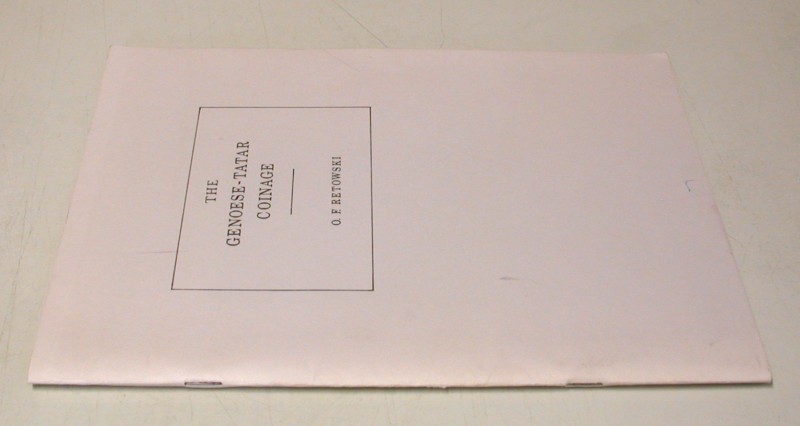 THE
GENOESE-TATAR
COINAGE
O. F. RETOWSKI